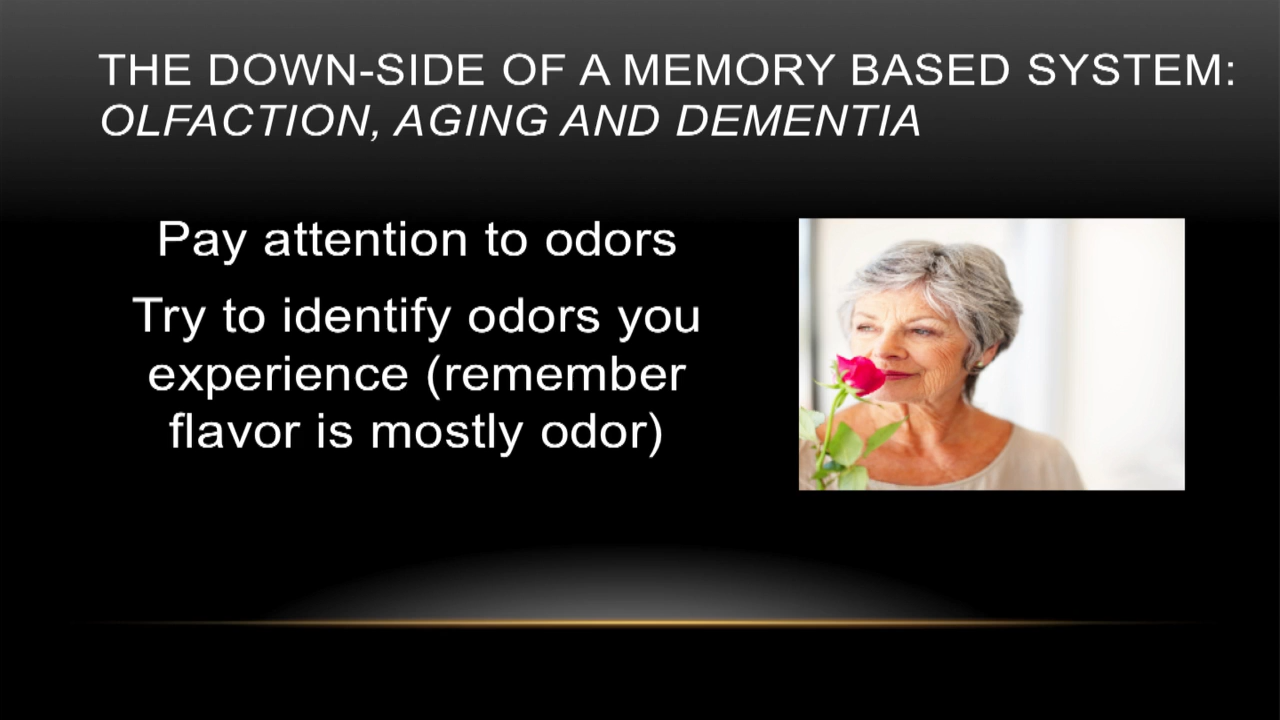 THE DOWN-SIDE OF A MEMORY BASED SYSTEM:
OLFACTION, AGING AND DEMENTIA
Pay attention to odors
Try to identify odors you
experience (remember
flavor is mostly odor)